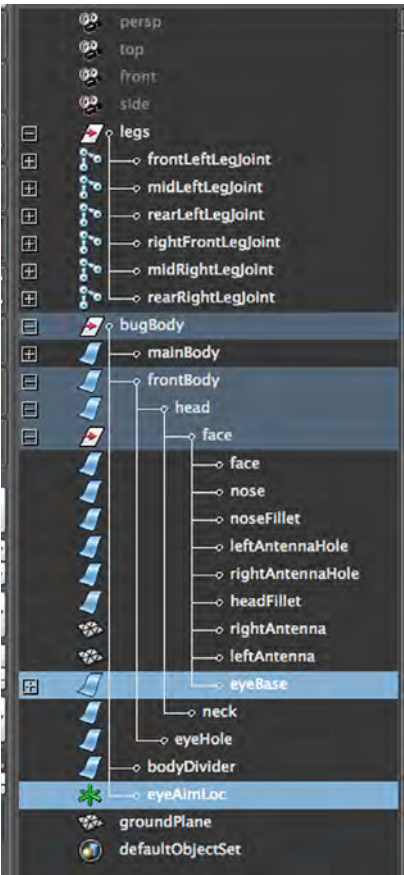 persp
top
front
side
legs
frontLeftLegJoint
midLeftLegJoint
rearLeftLegJoint
rightFrontLegJoint
midRightLegJoint
rearRightLegJoint
bugBody
mainBody
frontBody
head
face
face
nose
noseFillet
leftAntennaHole
rightAntennaHole
headFillet
rightAntenna
leftAntenna
eyeBase
neck
eyeHole
bodyDivider
eyeAimLoc
groundPlane
defaultObjectSet